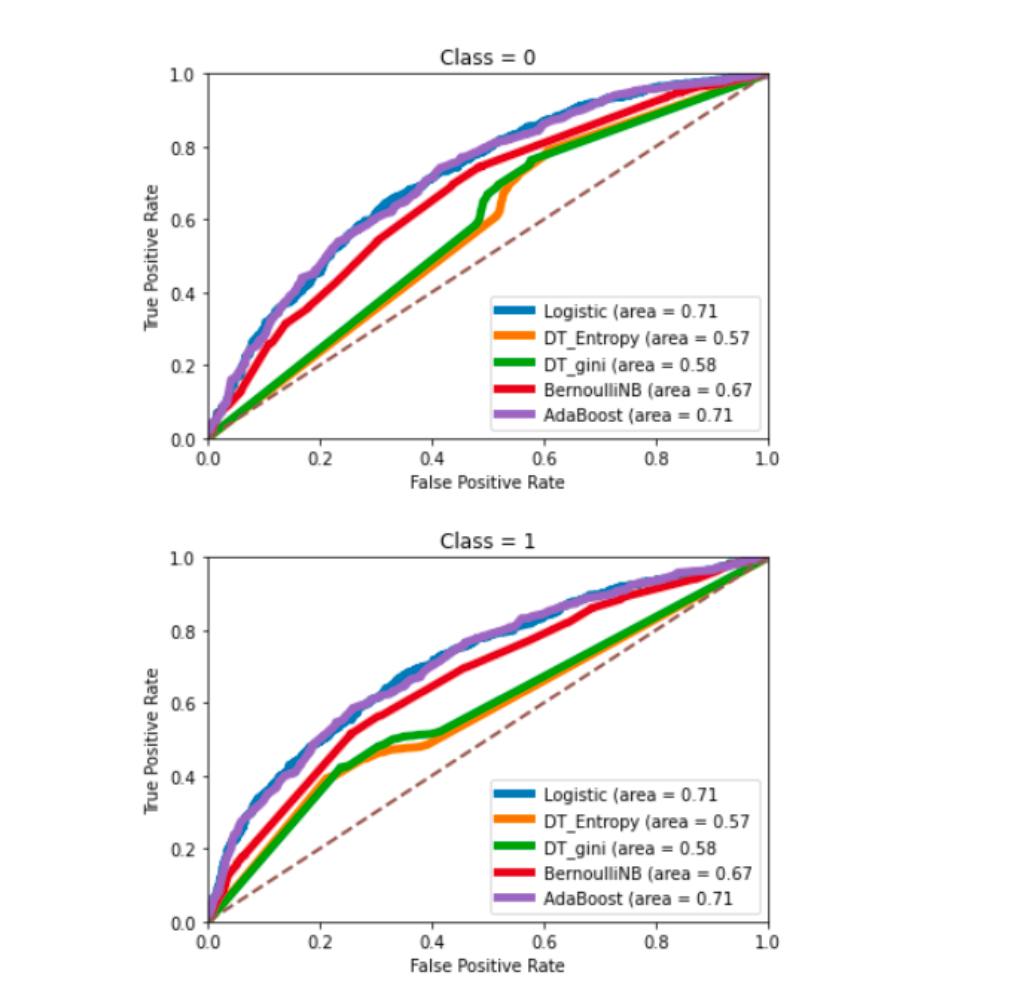 Class = 0
1.0
0.8
0.6
0.4
0.2
0.0
True Positive Rate
Logistic (area = 0.71
DT_Entropy (area = 0.57
DT_gini (area = 0.58
BernoulliNB (area = 0.67
AdaBoost (area = 0.71
0.0 0.2 0.4 0.6 0.8 1.0
False Positive Rate
Class = 1
1.0
0.8
0.6
0.4
0.2
0.0
True Positive Rate
Logistic (area = 0.71
DT_Entropy (area = 0.57
DT_gini (area = 0.58
BernoulliNB (area = 0.67
AdaBoost (area = 0.71
0.0 0.2 0.4 0.6 0.8 1.0
False Positive Rate